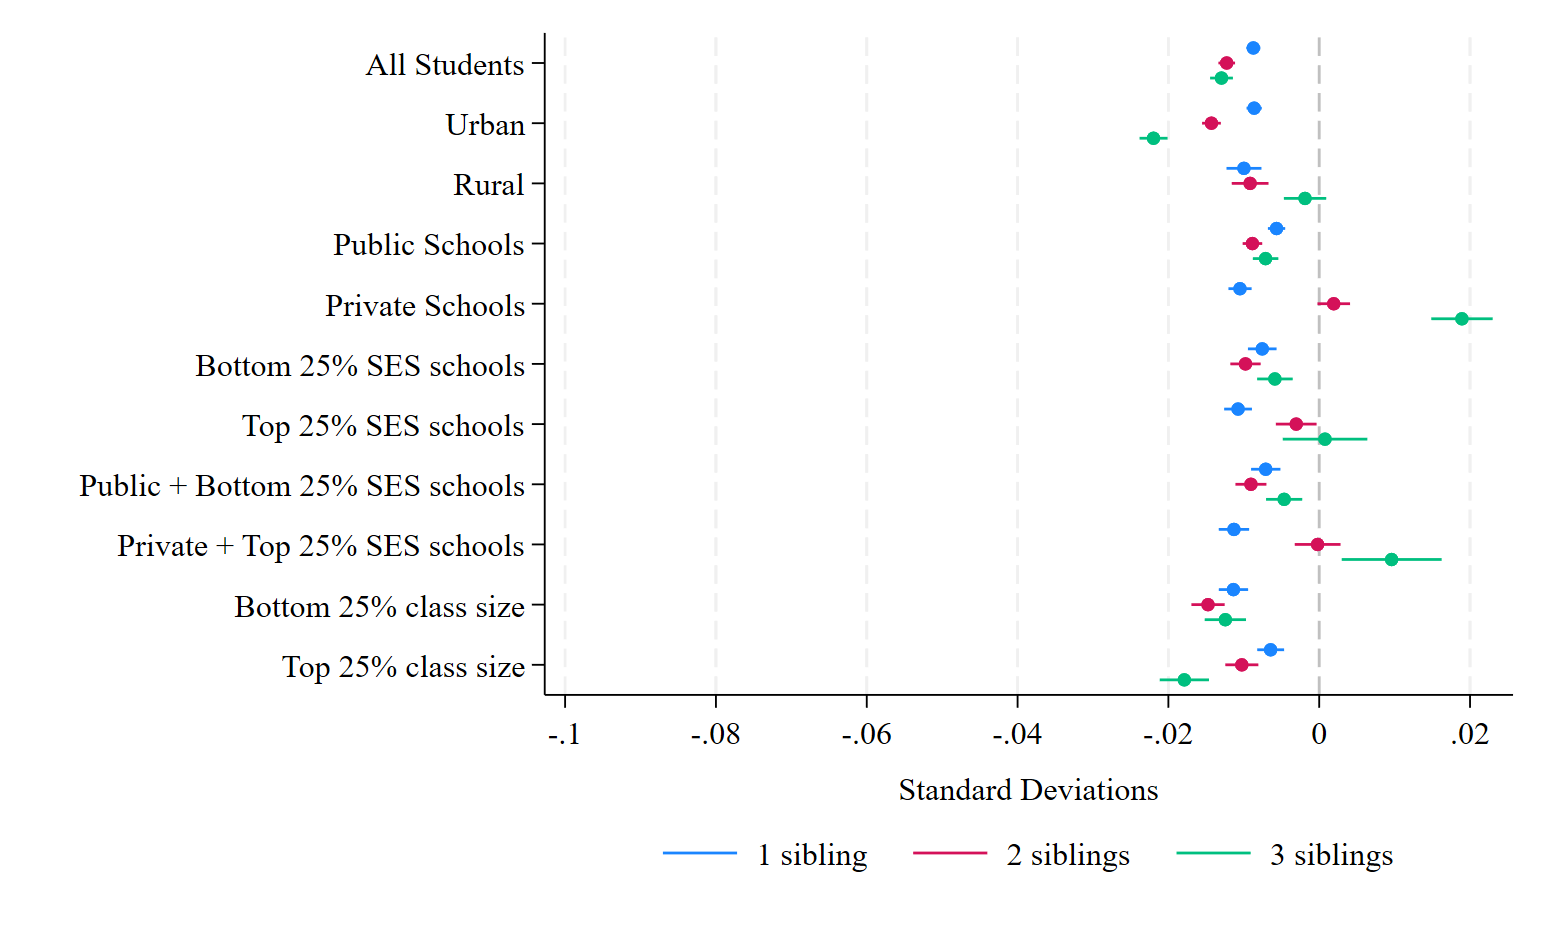 All Students
Urban
Rural
Public Schools
Private Schools
Bottom 25% SES schools
Top 25% SES schools
Public + Bottom 25% SES schools
Private + Top 25% SES schools
Bottom 25% class size
Top 25% class size
-.1 -.08 -.06 -.04 -.02 0 .02
Standard Deviations
1 sibling 2 siblings 3 siblings